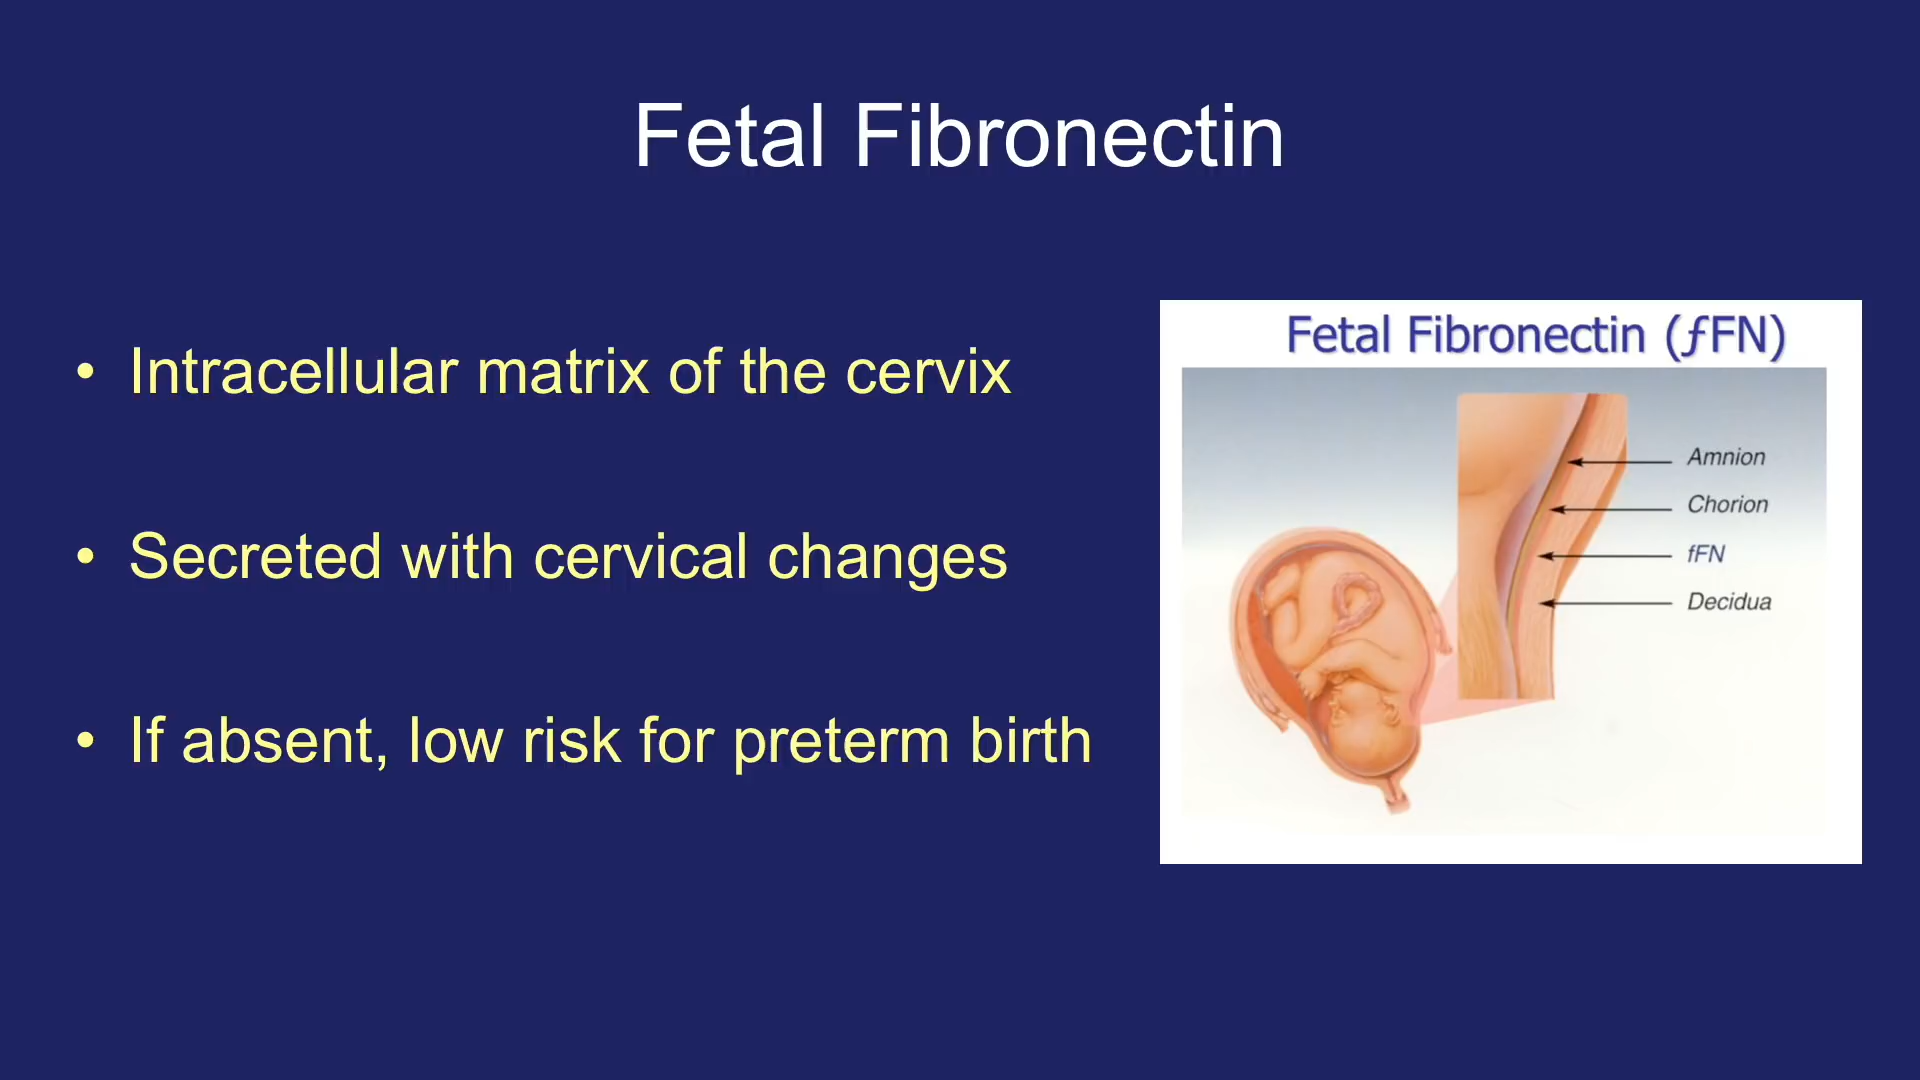 Fetal Fibronectin
• Intracellular matrix of the cervix
• Secreted with cervical changes
• If absent, low risk for preterm birth
Fetal Fibronectin (ƒFN)
Amnion
Chorion
fFN
Decidua